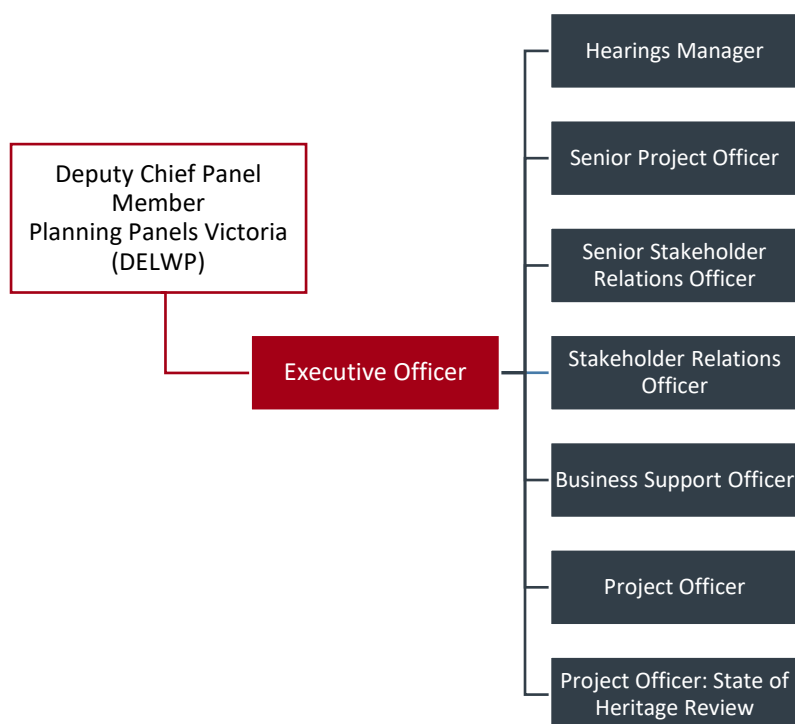 Deputy Chief Panel
Member
Planning Panels Victoria
(DELWP)
Executive Officer
Hearings Manager
Senior Project Officer
Senior Stakeholder
Relations Officer
Stakeholder Relations
Officer
Business Support Officer
Project Officer
Project Officer: State of
Heritage Review